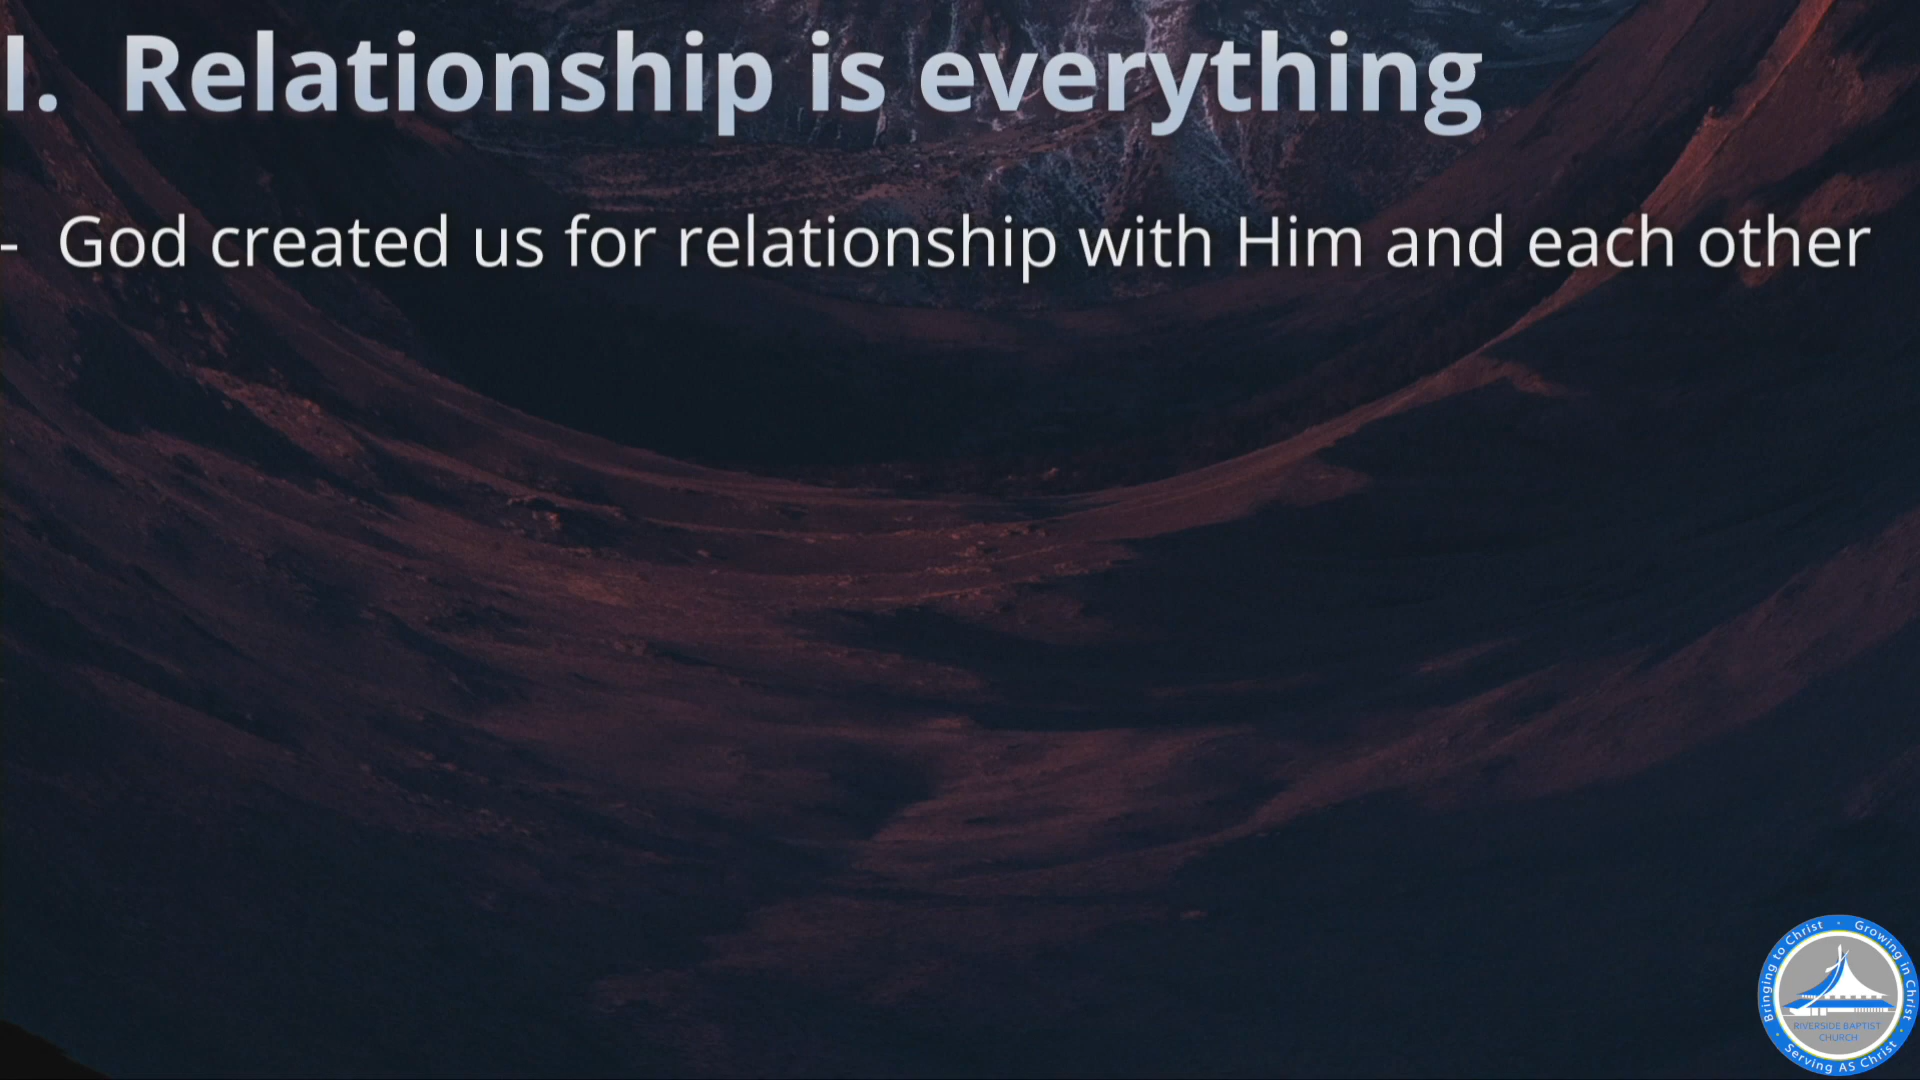 I. Relationship is everything
- God created us for relationship with Him and each other
Bringing to Christ · Growing in Christ · Serving AS Christ ·
RIVERSIDE BAPTIST
CHURCH